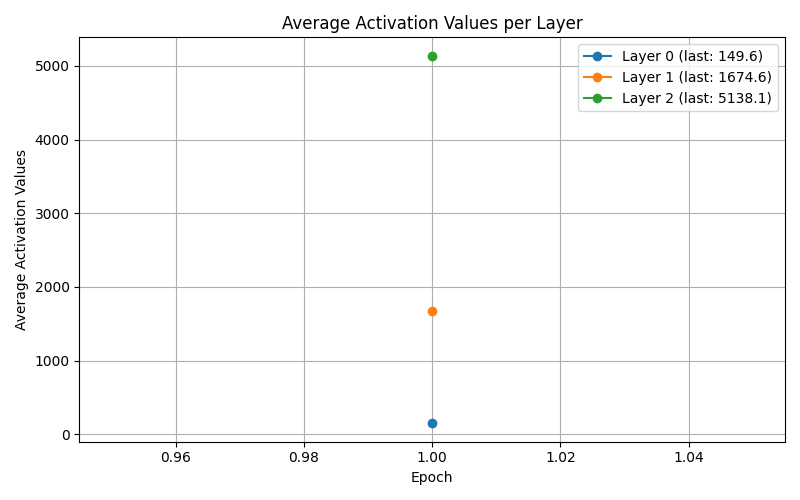 Average Activation Values per Layer
Layer 0 (last: 149.6)
Layer 1 (last: 1674.6)
Layer 2 (last: 5138.1)
Average Activation Values
5000
4000
3000
2000
1000
0
0.96 0.98 1.00 1.02 1.04
Epoch